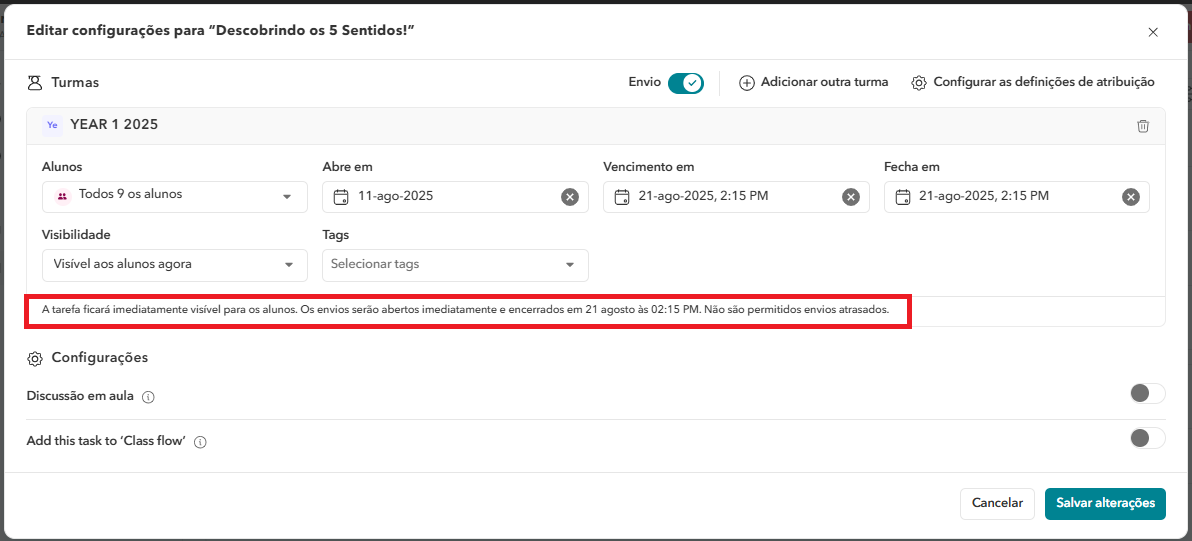 Editar configurações para “Descobrindo os 5 Sentidos!”
Turmas
Envio
Adicionar outra turma
Configurar as definições de atribuição
Ye YEAR 1 2025
Alunos
Abre em
Vencimento em
Fecha em
Todos 9 os alunos
11-ago-2025
21-ago-2025, 2:15 PM
21-ago-2025, 2:15 PM
Visibilidade
Tags
Visível aos alunos agora
Selecionar tags
A tarefa ficará imediatamente visível para os alunos. Os envios serão abertos imediatamente e encerrados em 21 agosto às 02:15 PM. Não são permitidos envios atrasados.
Configurações
Discussão em aula
Add this task to ‘Class flow’
Cancelar
Salvar alterações